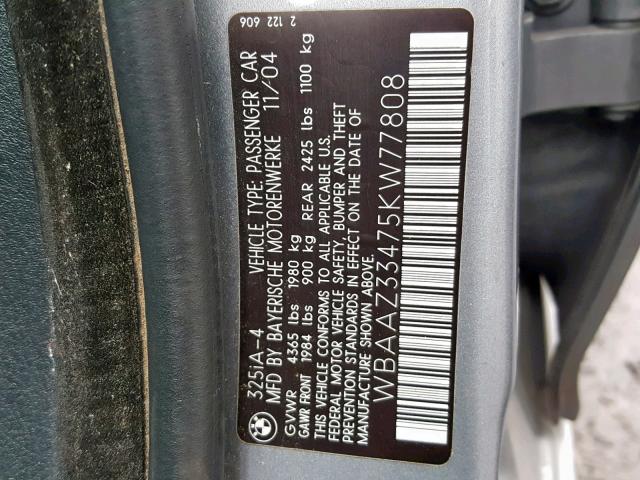 325iA-4 VEHICLE TYPE: PASSENGER CAR
MFD BY BAYERISCHE MOTORENWERKE 11/04
GVWR 4365 lbs 1980 kg
GAWR FRONT 1984 lbs 900 kg REAR 2425 lbs 1100 kg
THIS VEHICLE CONFORMS TO ALL APPLICABLE U.S.
FEDERAL MOTOR VEHICLE SAFETY, BUMPER AND THEFT
PREVENTION STANDARDS IN EFFECT ON THE DATE OF
MANUFACTURE SHOWN ABOVE.
WBAAZ33475KW77808
2 122 606